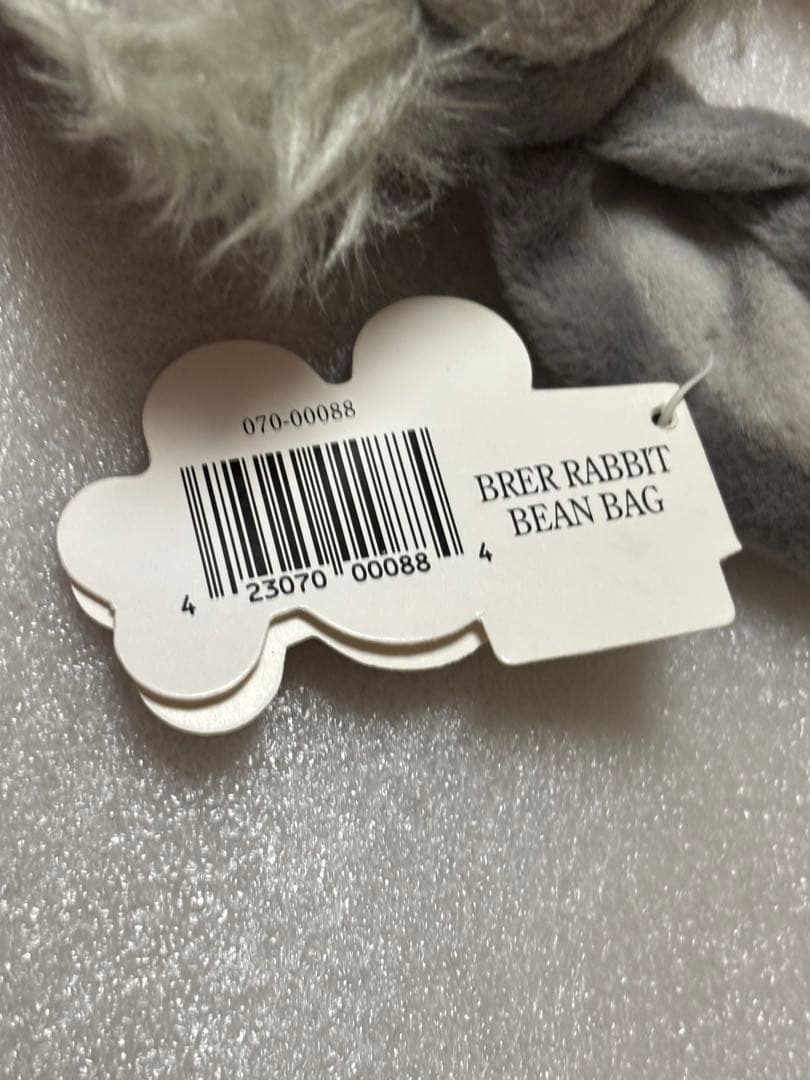 070-00088
4 23070 00088 4
BRER RABBIT
BEAN BAG